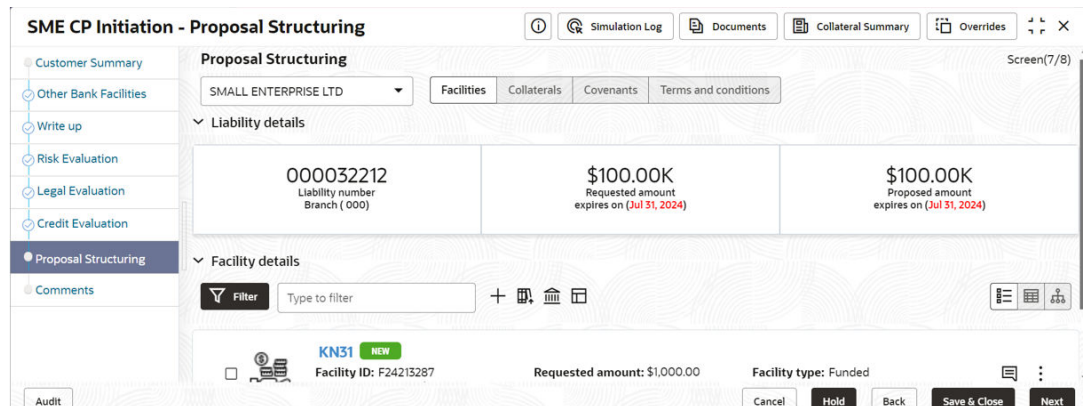 SME CP Initiation - Proposal Structuring
Simulation Log
Documents
Collateral Summary
Overrides
Customer Summary
Other Bank Facilities
Write up
Risk Evaluation
Legal Evaluation
Credit Evaluation
Proposal Structuring
Comments
Proposal Structuring
Screen(7/8)
SMALL ENTERPRISE LTD
Facilities
Collaterals
Covenants
Terms and conditions
Liability details
000032212
Liability number
Branch ( 000)
$100.00K
Requested amount
expires on (Jul 31, 2024)
$100.00K
Proposed amount
expires on (Jul 31, 2024)
Facility details
Filter
Type to filter
KN31 NEW
Facility ID: F24213287
Requested amount: $1,000.00
Facility type: Funded
Audit
Cancel
Hold
Back
Save & Close
Next